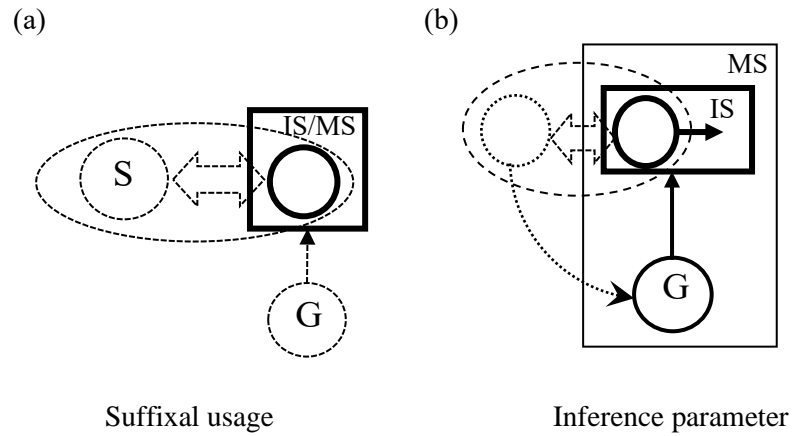 (a)
(b)
MS
IS/MS
IS
S
G
G
Suffixal usage
Inference parameter